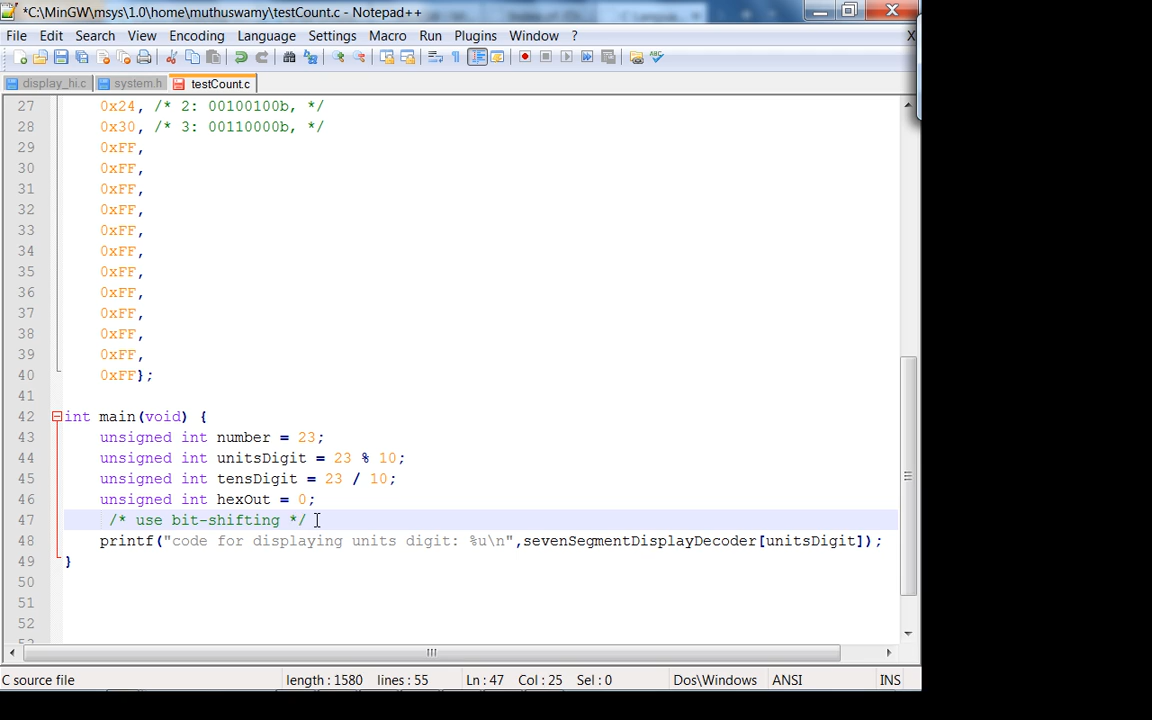 *C:\MinGW\msys\1.0\home\muthuswamy\testCount.c - Notepad++
File Edit Search View Encoding Language Settings Macro Run Plugins Window ? X
display_hi.c system.h testCount.c
27 0x24, /* 2: 00100100b, */
28 0x30, /* 3: 00110000b, */
29 0xFF,
30 0xFF,
31 0xFF,
32 0xFF,
33 0xFF,
34 0xFF,
35 0xFF,
36 0xFF,
37 0xFF,
38 0xFF,
39 0xFF,
40 0xFF};
41
42 int main(void) {
43 unsigned int number = 23;
44 unsigned int unitsDigit = 23 % 10;
45 unsigned int tensDigit = 23 / 10;
46 unsigned int hexOut = 0;
47 /* use bit-shifting */
48 printf("code for displaying units digit: %u\n",sevenSegmentDisplayDecoder[unitsDigit]);
49 }
50
51
52
C source file length : 1580 lines : 55 Ln : 47 Col : 25 Sel : 0 Dos\Windows ANSI INS